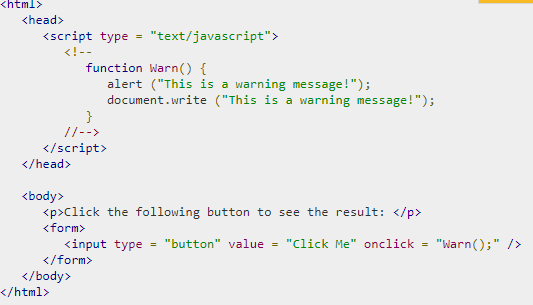 <html>
<head>
<script type = "text/javascript">
<!--
function Warn() {
alert ("This is a warning message!");
document.write ("This is a warning message!");
}
//-->
</script>
</head>
<body>
<p>Click the following button to see the result: </p>
<form>
<input type = "button" value = "Click Me" onclick = "Warn();" />
</form>
</body>
</html>